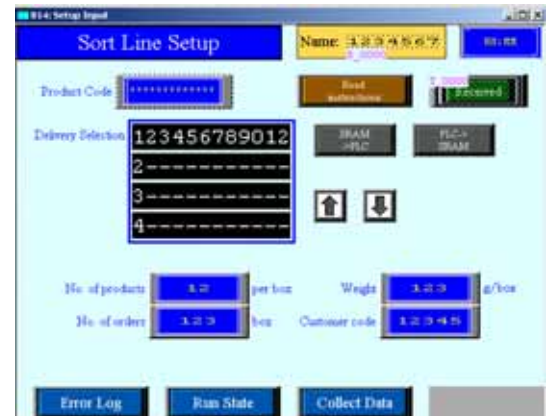 B14: Setup Input
Sort Line Setup
Name: 1234567
Product Code
Read
Received
Delivery Selection
123456789012
2-----------
3-----------
4-----------
SRAM
->PLC
PLC->
SRAM
No. of products 12 per box
Weight 123 g/box
No. of orders 123 box
Customer code 12345
Error Log
Run State
Collect Data